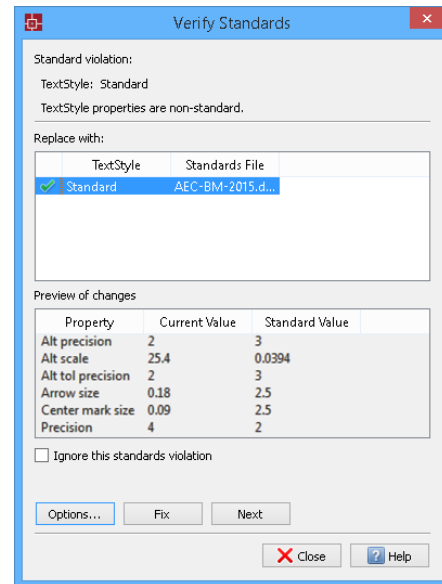 Verify Standards
Standard violation:
TextStyle: Standard
TextStyle properties are non-standard.
Replace with:
TextStyle Standards File
Standard AEC-BM-2015.d...
Preview of changes
Property Current Value Standard Value
Alt precision 2 3
Alt scale 25.4 0.0394
Alt tol precision 2 3
Arrow size 0.18 2.5
Center mark size 0.09 2.5
Precision 4 2
Ignore this standards violation
Options... Fix Next
Close Help